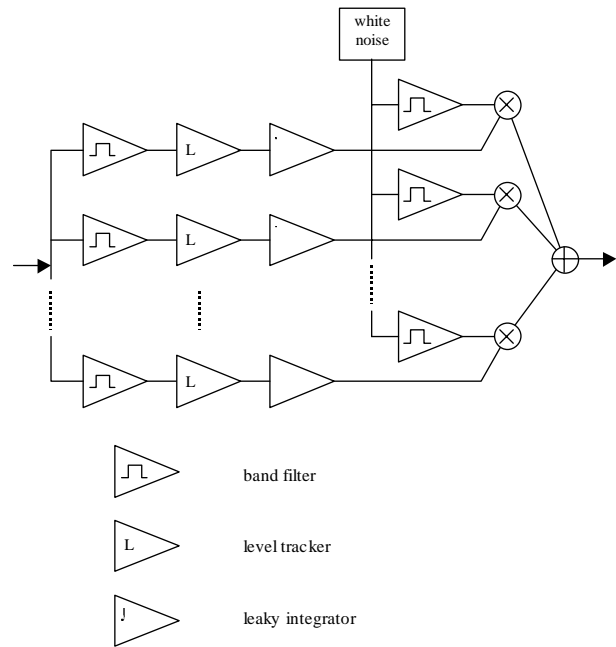 white
noise
L
L
L
band filter
L
level tracker
leaky integrator